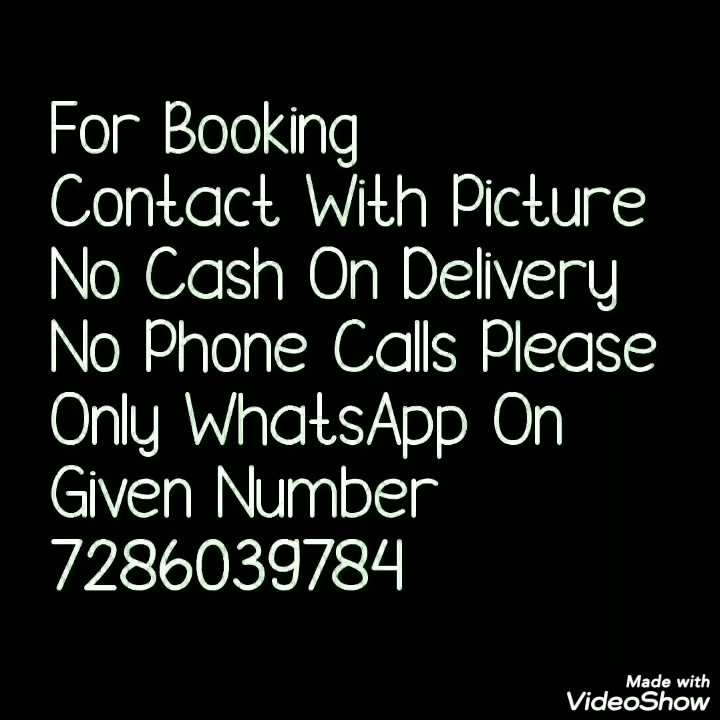 For Booking
Contact With Picture
No Cash On Delivery
No Phone Calls Please
Only WhatsApp On
Given Number
7286039784
Made with
VideoShow